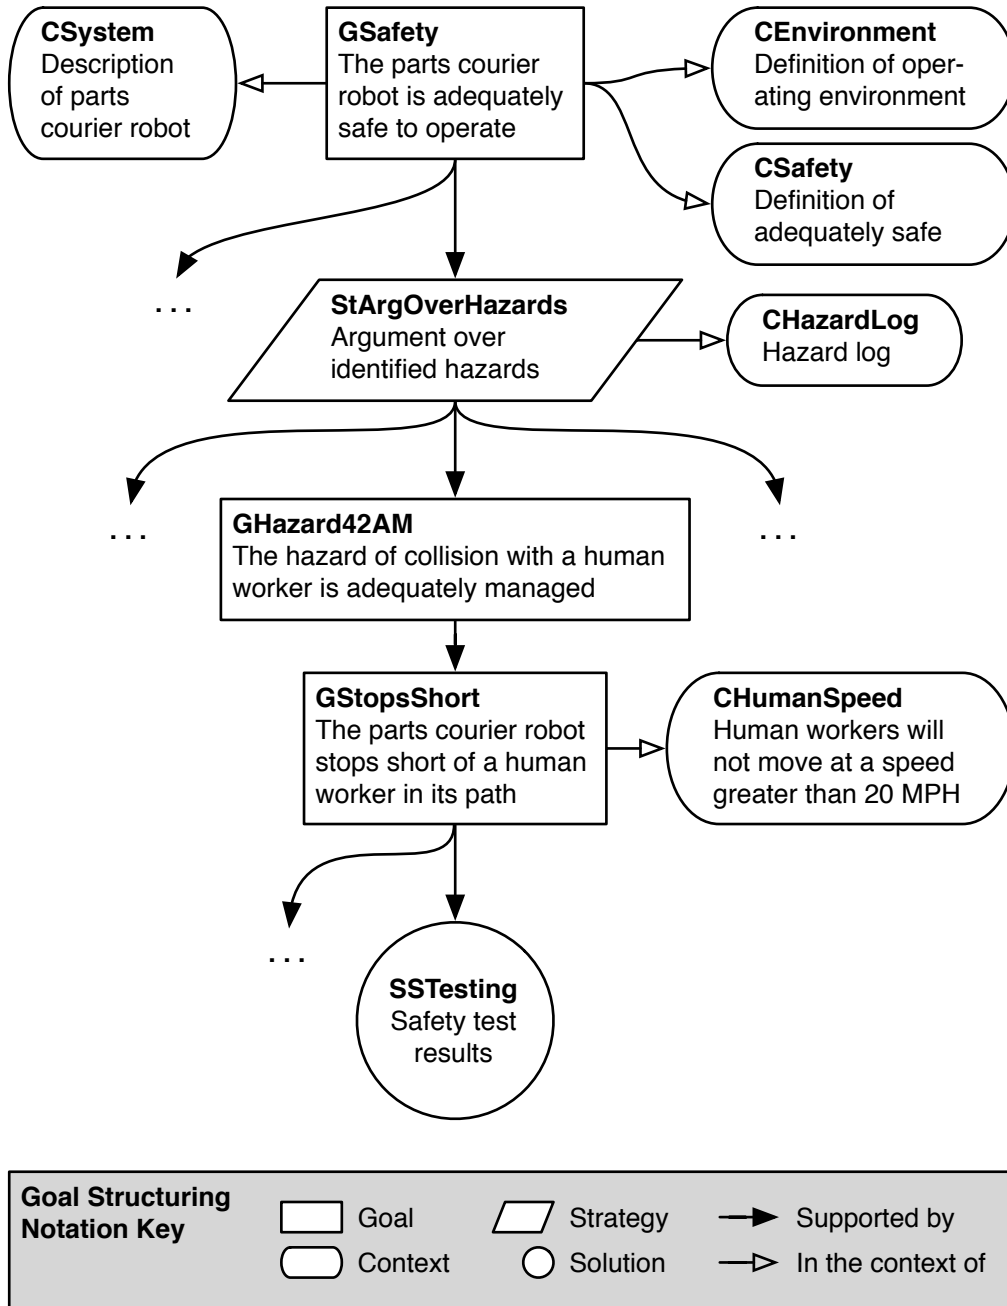 CSystem
Description
of parts
courier robot
GSafety
The parts courier
robot is adequately
safe to operate
CEnvironment
Definition of oper-
ating environment
CSafety
Definition of
adequately safe
. . .
StArgOverHazards
Argument over
identified hazards
CHazardLog
Hazard log
. . .
GHazard42AM
The hazard of collision with a human
worker is adequately managed
. . .
GStopsShort
The parts courier robot
stops short of a human
worker in its path
CHumanSpeed
Human workers will
not move at a speed
greater than 20 MPH
. . .
SSTesting
Safety test
results
Goal Structuring
Notation Key
Goal
Strategy
Supported by
Context
Solution
In the context of